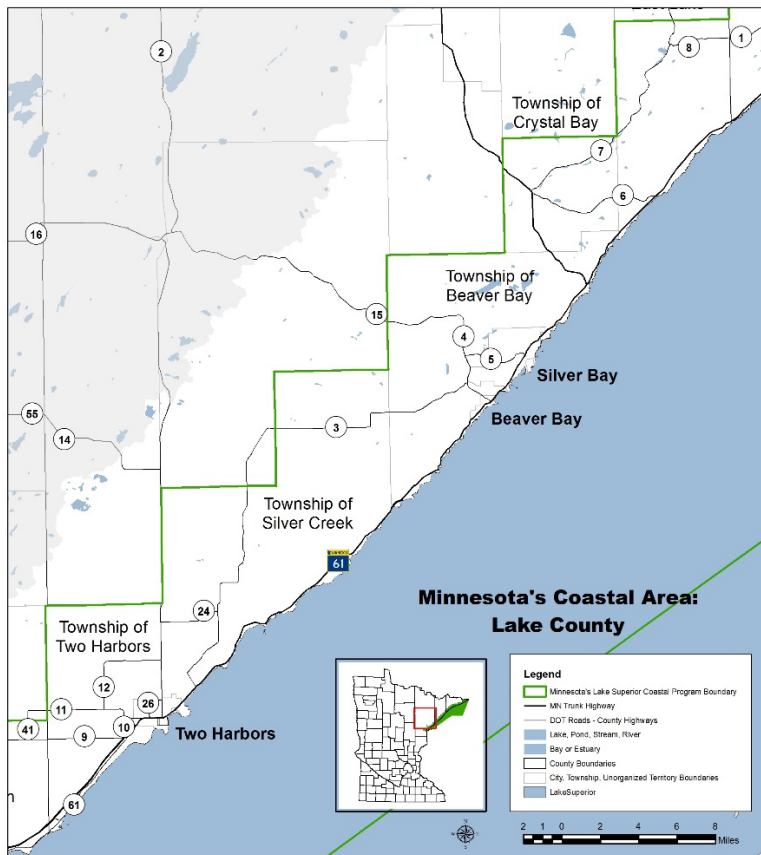 2
8
1
Township of
Crystal Bay
7
6
16
Township of
Beaver Bay
15
4
5
Silver Bay
Beaver Bay
55
14
3
Township of
Silver Creek
61
24
Minnesota's Coastal Area:
Lake County
Township of
Two Harbors
12
26
11
10
41
9
Two Harbors
61
Legend
Minnesota's Lake Superior Coastal Program Boundary
MN Trunk Highway
DOT Roads - County Highways
Lake, Pond, Stream, River
Bay or Estuary
County Boundaries
City, Township, Unorganized Territory Boundaries
LakeSuperior
2 1 0 2 4 6 8
Miles